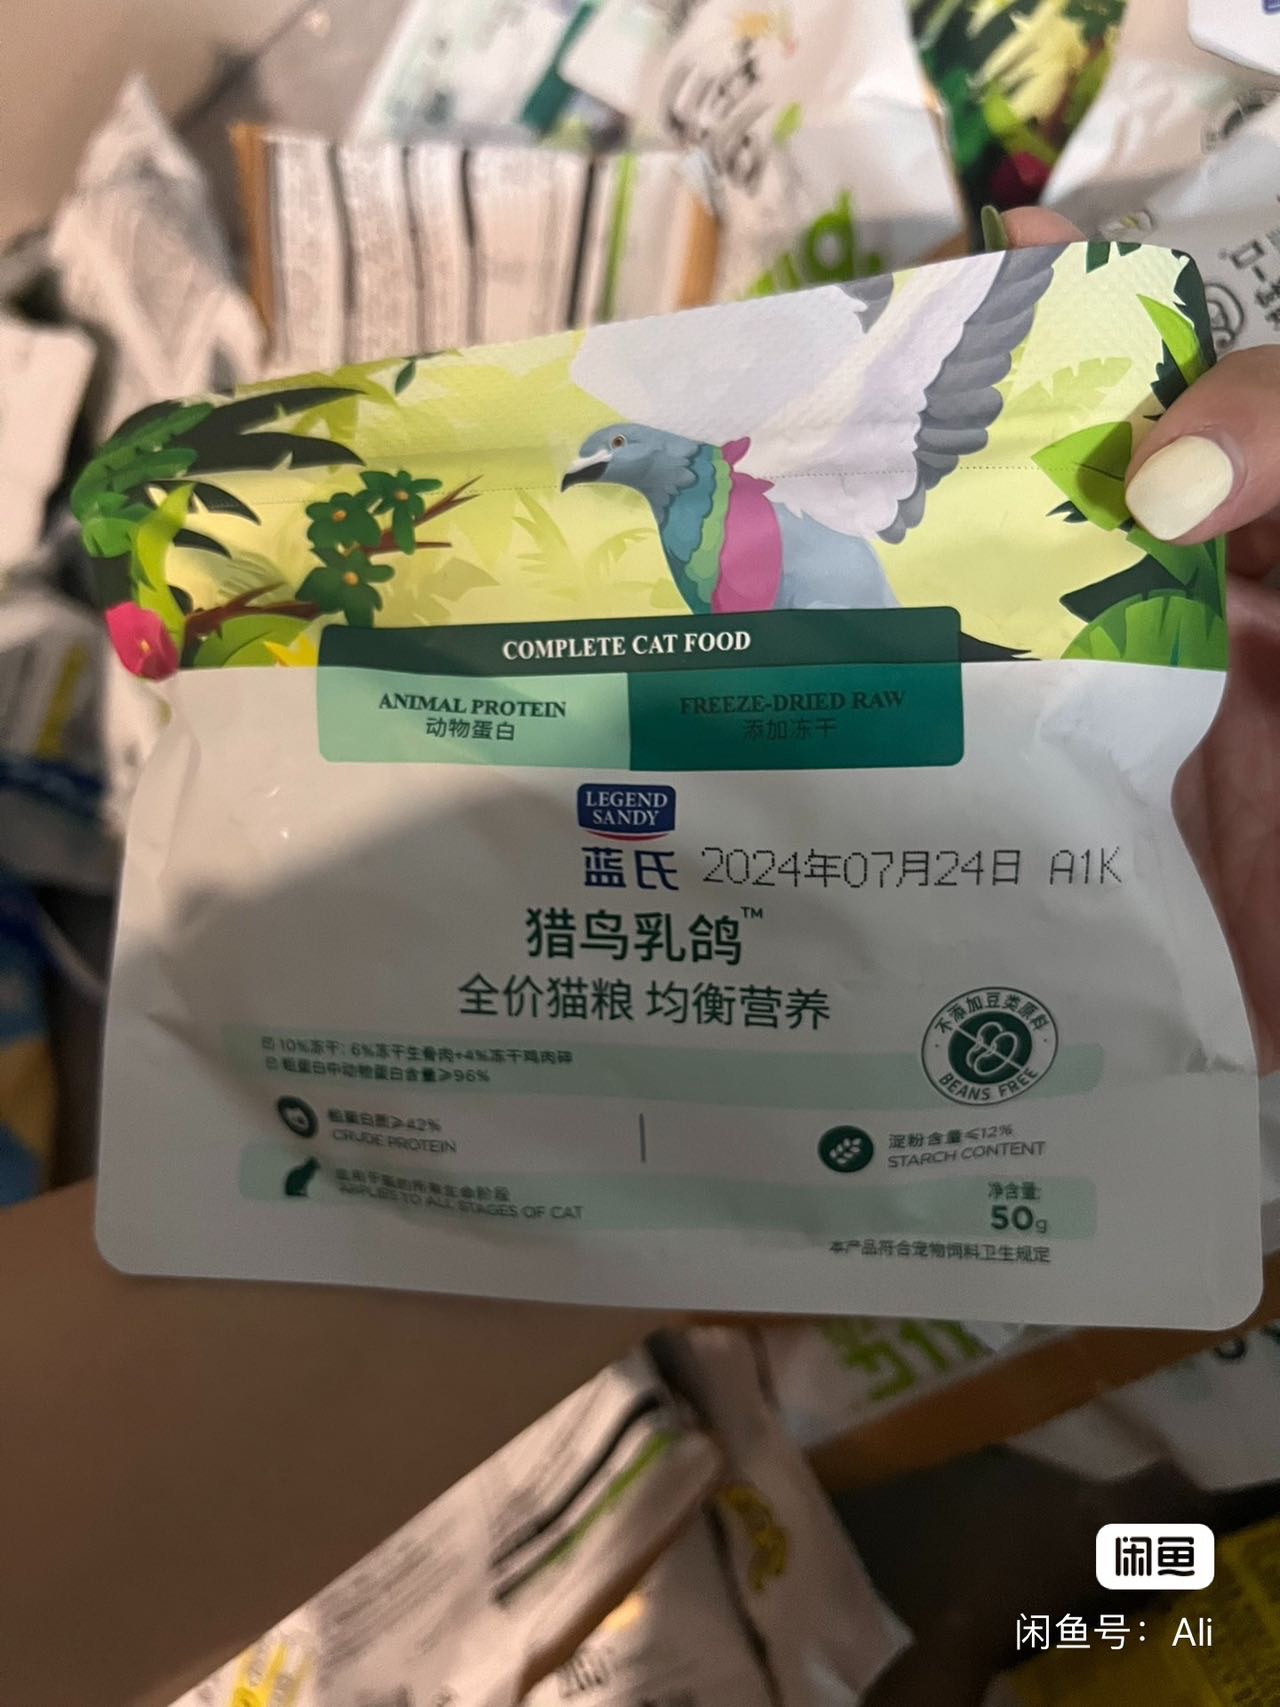 COMPLETE CAT FOOD
ANIMAL PROTEIN
动物蛋白
FREEZE-DRIED RAW
添加冻干
LEGEND
SANDY
蓝氏
2024年07月24日 A1K
猎鸟乳鸽™
全价猫粮 均衡营养
10%冻干：6%冻干生骨肉+4%冻干鸡肉碎
粗蛋白中动物蛋白含量≥96%
不添加豆类原料
BEANS FREE
粗蛋白质≥42%
CRUDE PROTEIN
淀粉含量≤12%
STARCH CONTENT
适用于猫的所有生命阶段
APPLIES TO ALL STAGES OF CAT
净含量:
50g
本产品符合宠物饲料卫生规定
闲鱼
闲鱼号：Ali